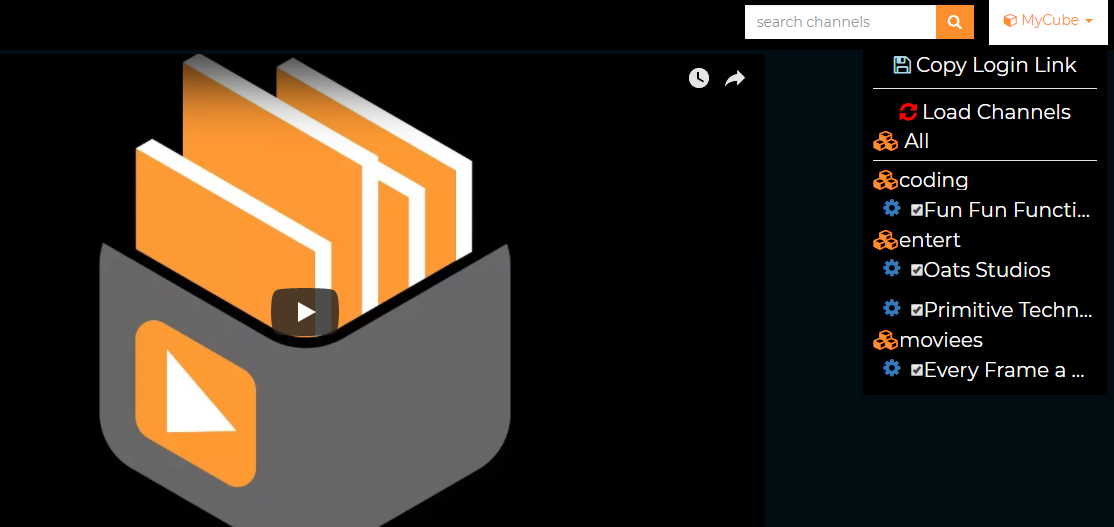 search channels
MyCube
Copy Login Link
Load Channels
All
coding
Fun Fun Functi...
entert
Oats Studios
Primitive Techn...
moviees
Every Frame a ...